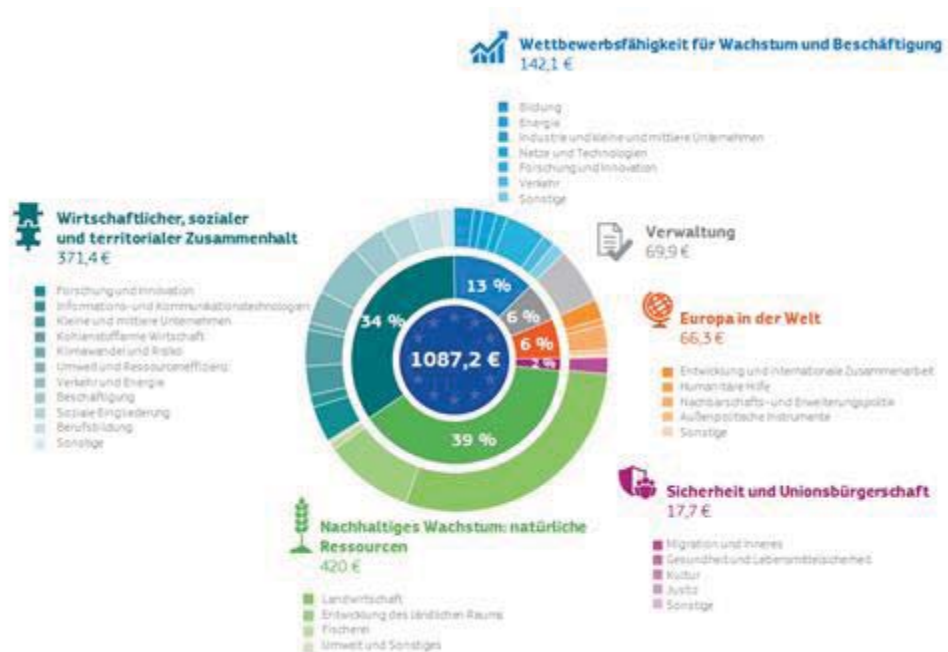 Wettbewerbsfähigkeit für Wachstum und Beschäftigung
142,1 €
Bildung
Energie
Industrie und kleine und mittlere Unternehmen
Netze und Technologien
Forschung und Innovation
Verkehr
Sonstige
Wirtschaftlicher, sozialer
und territorialer Zusammenhalt
371,4 €
Forschung und Innovation
Informations- und Kommunikationstechnologien
Kleine und mittlere Unternehmen
Kohlenstoffarme Wirtschaft
Klimawandel und Risiko
Umwelt und Ressourceneffizienz
Verkehr und Energie
Beschäftigung
Soziale Eingliederung
Berufsbildung
Sonstige
Verwaltung
69,9 €
13 %
34 %
6 %
6 %
2 %
1087,2 €
39 %
Europa in der Welt
66,3 €
Entwicklung und internationale Zusammenarbeit
Humanitäre Hilfe
Nachbarschafts- und Erweiterungspolitik
Außenpolitische Instrumente
Sonstige
Sicherheit und Unionsbürgerschaft
17,7 €
Migration und Inneres
Gesundheit und Lebensmittelsicherheit
Kultur
Justiz
Sonstige
Nachhaltiges Wachstum: natürliche
Ressourcen
420 €
Landwirtschaft
Entwicklung des ländlichen Raums
Fischerei
Umwelt und Sonstiges